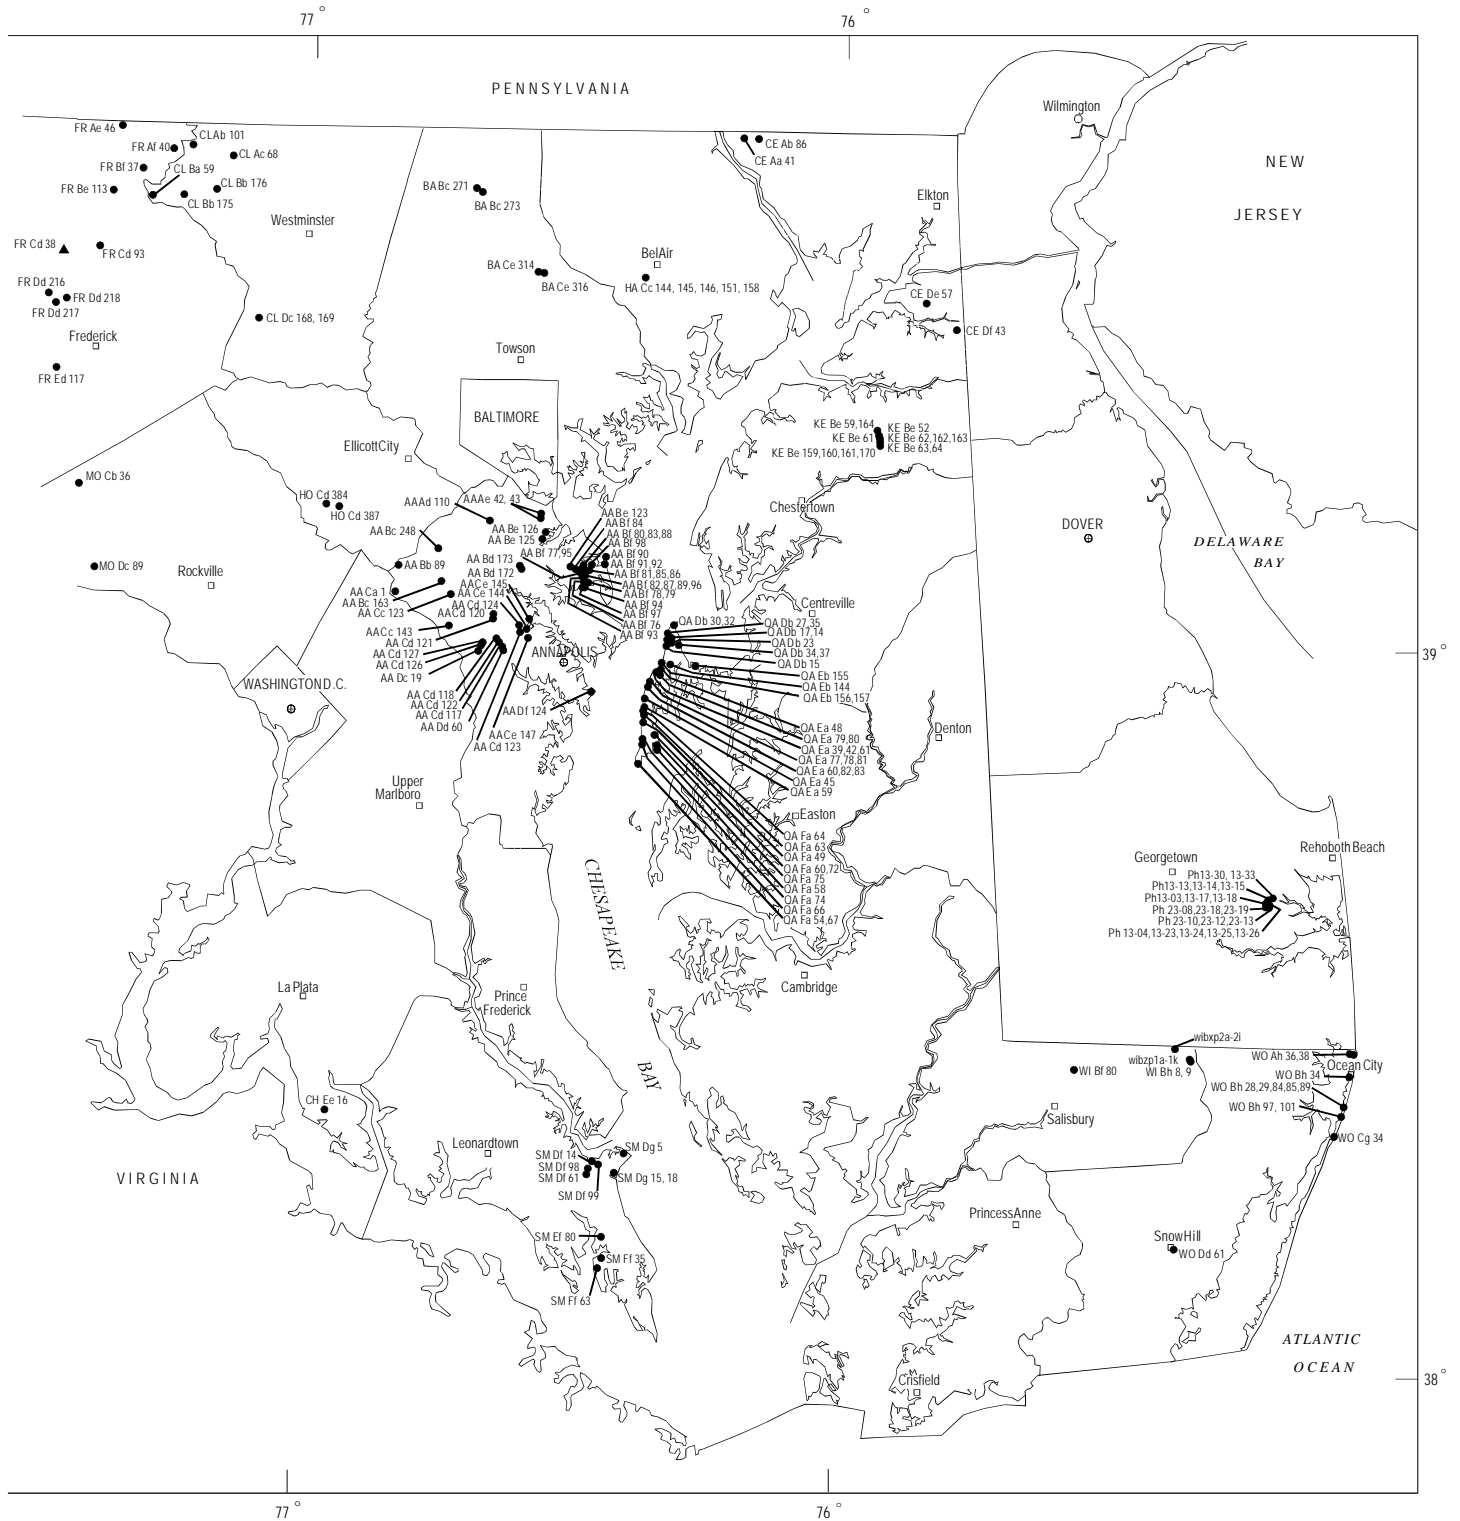 77°
76°
PENNSYLVANIA
Wilmington
NEW
JERSEY
FR Ae 46
CLAb 101
FR Af 40
CL Ac 68
FR Bf 37
CL Ba 59
FR Be 113
CL Bb 176
CL Bb 175
Westminster
BA Bc 271
BA Bc 273
CE Ab 86
CE Aa 41
Elkton
FR Cd 38
FR Cd 93
BelAir
BA Ce 314
BA Ce 316
HA Cc 144, 145, 146, 151, 158
FR Dd 216
FR Dd 218
FR Dd 217
CE De 57
CL Dc 168, 169
CE Df 43
Frederick
Towson
FR Ed 117
BALTIMORE
KE Be 59,164
KE Be 52
KE Be 61
KE Be 62,162,163
KE Be 63,64
KE Be 159,160,161,170
EllicottCity
MO Cb 36
HO Cd 384
HO Cd 387
AAAd 110
AAAe 42, 43
Chestertown
DOVER
AA Be 123
AA Bf 84
AA Bf 80,83,88
AA Bf 98
AA Bf 90
AA Bf 91,92
AA Bf 81,85,86
AA Bf 82,87,89,96
AA Bf 78,79
AA Bf 94
AA Bf 97
AA Bf 76
AA Bf 93
AA Be 126
AA Be 125
AA Bf 77,95
AA Bc 248
AA Bb 89
AA Bd 173
AA Bd 172
DELAWARE
BAY
MO Dc 89
Rockville
AA Ca 1
AA Bc 163
AA Cc 123
AACe 145
AA Ce 144
AA Cd 124
AACd 120
AACc 143
AA Cd 121
AA Cd 127
AA Cd 126
AA Dc 19
Centreville
QA Db 30,32
QA Db 27,35
QA Db 17,14
QA Db 23
QA Db 34,37
QA Db 15
QA Eb 155
QA Eb 144
QA Eb 156,157
39°
ANNAPOLIS
WASHINGTOND.C.
AA Cd 118
AA Cd 122
AA Cd 117
AA Dd 60
AADf 124
AACe 147
AA Cd 123
QA Ea 48
QA Ea 79,80
QA Ea 39,42,61
QA Ea 77,78,81
QA Ea 60,82,83
QA Ea 45
QAEa 59
Denton
Upper
Marlboro
Easton
QA Fa 64
QA Fa 63
QA Fa 49
QA Fa 60,72
QA Fa 75
QA Fa 58
QA Fa 74
QA Fa 66
QA Fa 54,67
Georgetown
Rehoboth Beach
Ph13-30, 13-33
Ph13-13,13-14,13-15
Ph13-03,13-17,13-18
Ph 23-08,23-18,23-19
Ph 23-10,23-12,23-13
Ph 13-04,13-23,13-24,13-25,13-26
CHESAPEAKE
BAY
La Plata
Prince
Frederick
Cambridge
wibxp2a-2i
wibzp1a-1k
WI Bh 8, 9
WI Bf 80
WO Ah 36,38
Ocean City
WO Bh 34
WO Bh 28,29,84,85,89
WO Bh 97, 101
WO Cg 34
CH Ee 16
Salisbury
Leonardtown
VIRGINIA
SM Dg 5
SM Df 14
SM Df 98
SM Df 61
SM Dg 15, 18
SM Df 99
PrincessAnne
SM Ef 80
SM Ff 35
SM Ff 63
SnowHill
WO Dd 61
ATLANTIC
OCEAN
Crisfield
38°
77°
76°